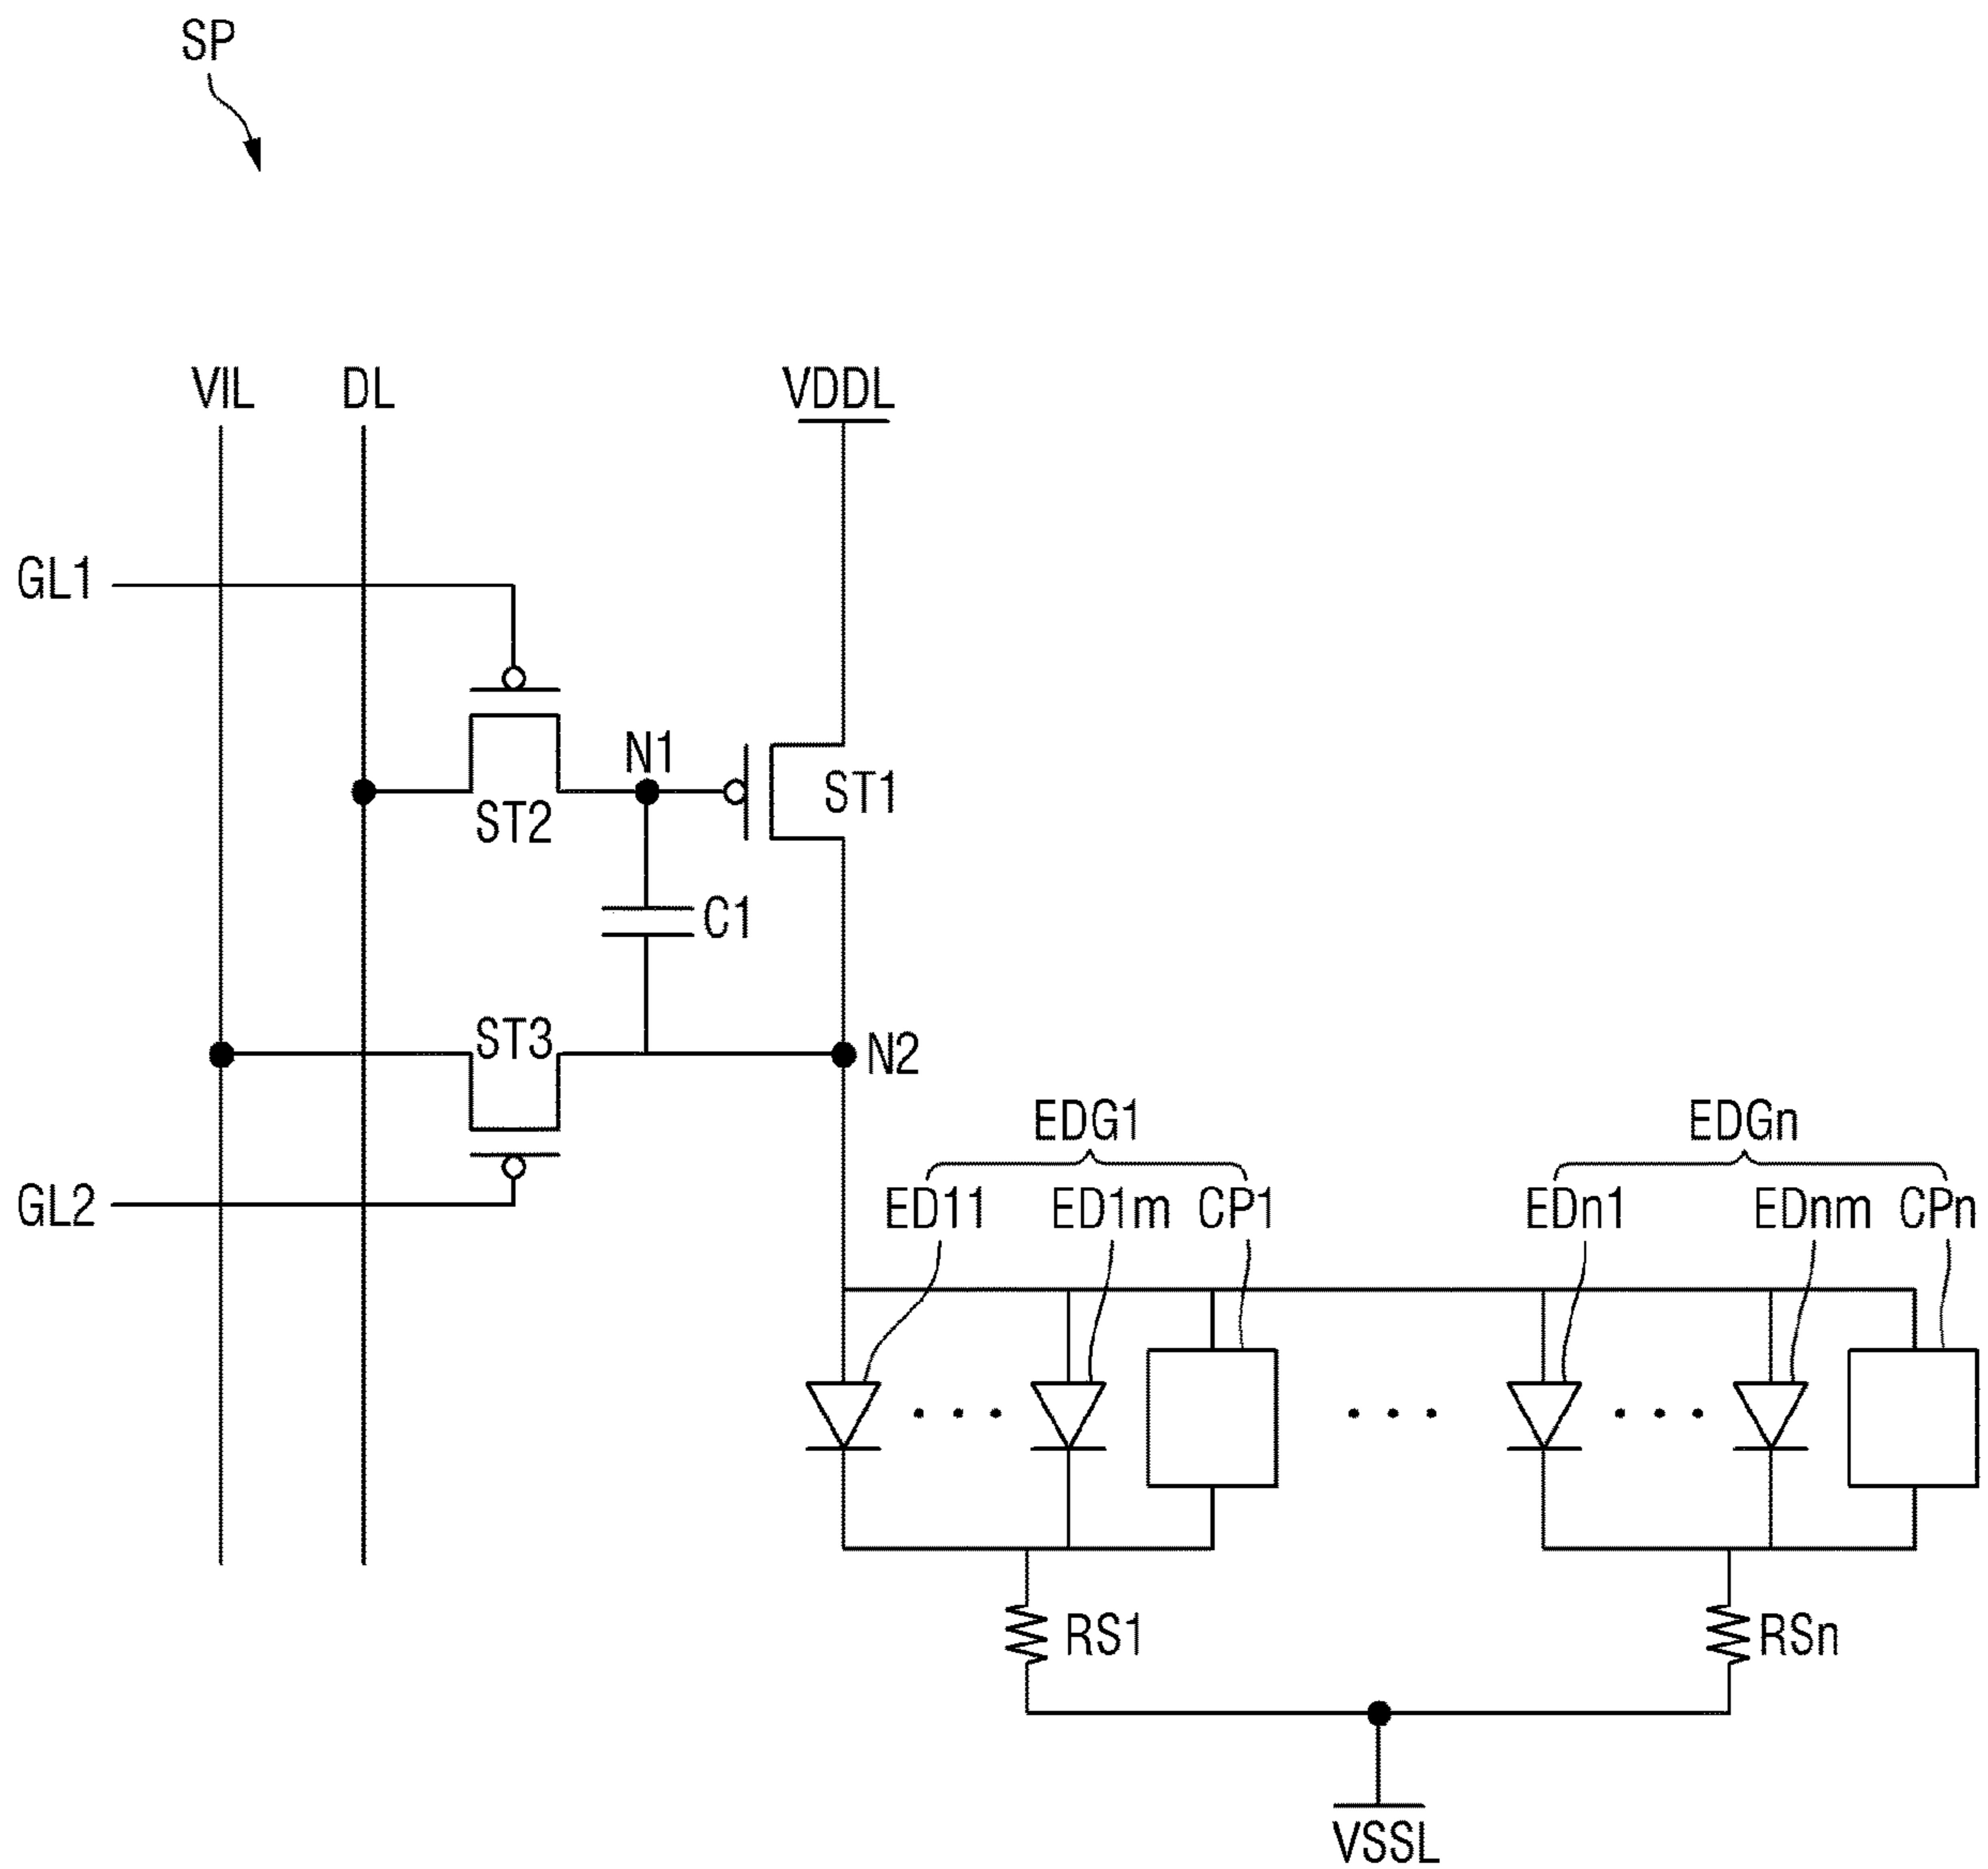 SP
VIL DL VDDL
GL1
N1
ST1
ST2
C1
ST3
N2
EDG1 EDGn
GL2
ED11 ED1m CP1 EDn1 EDnm CPn
RS1 RSn
VSSL